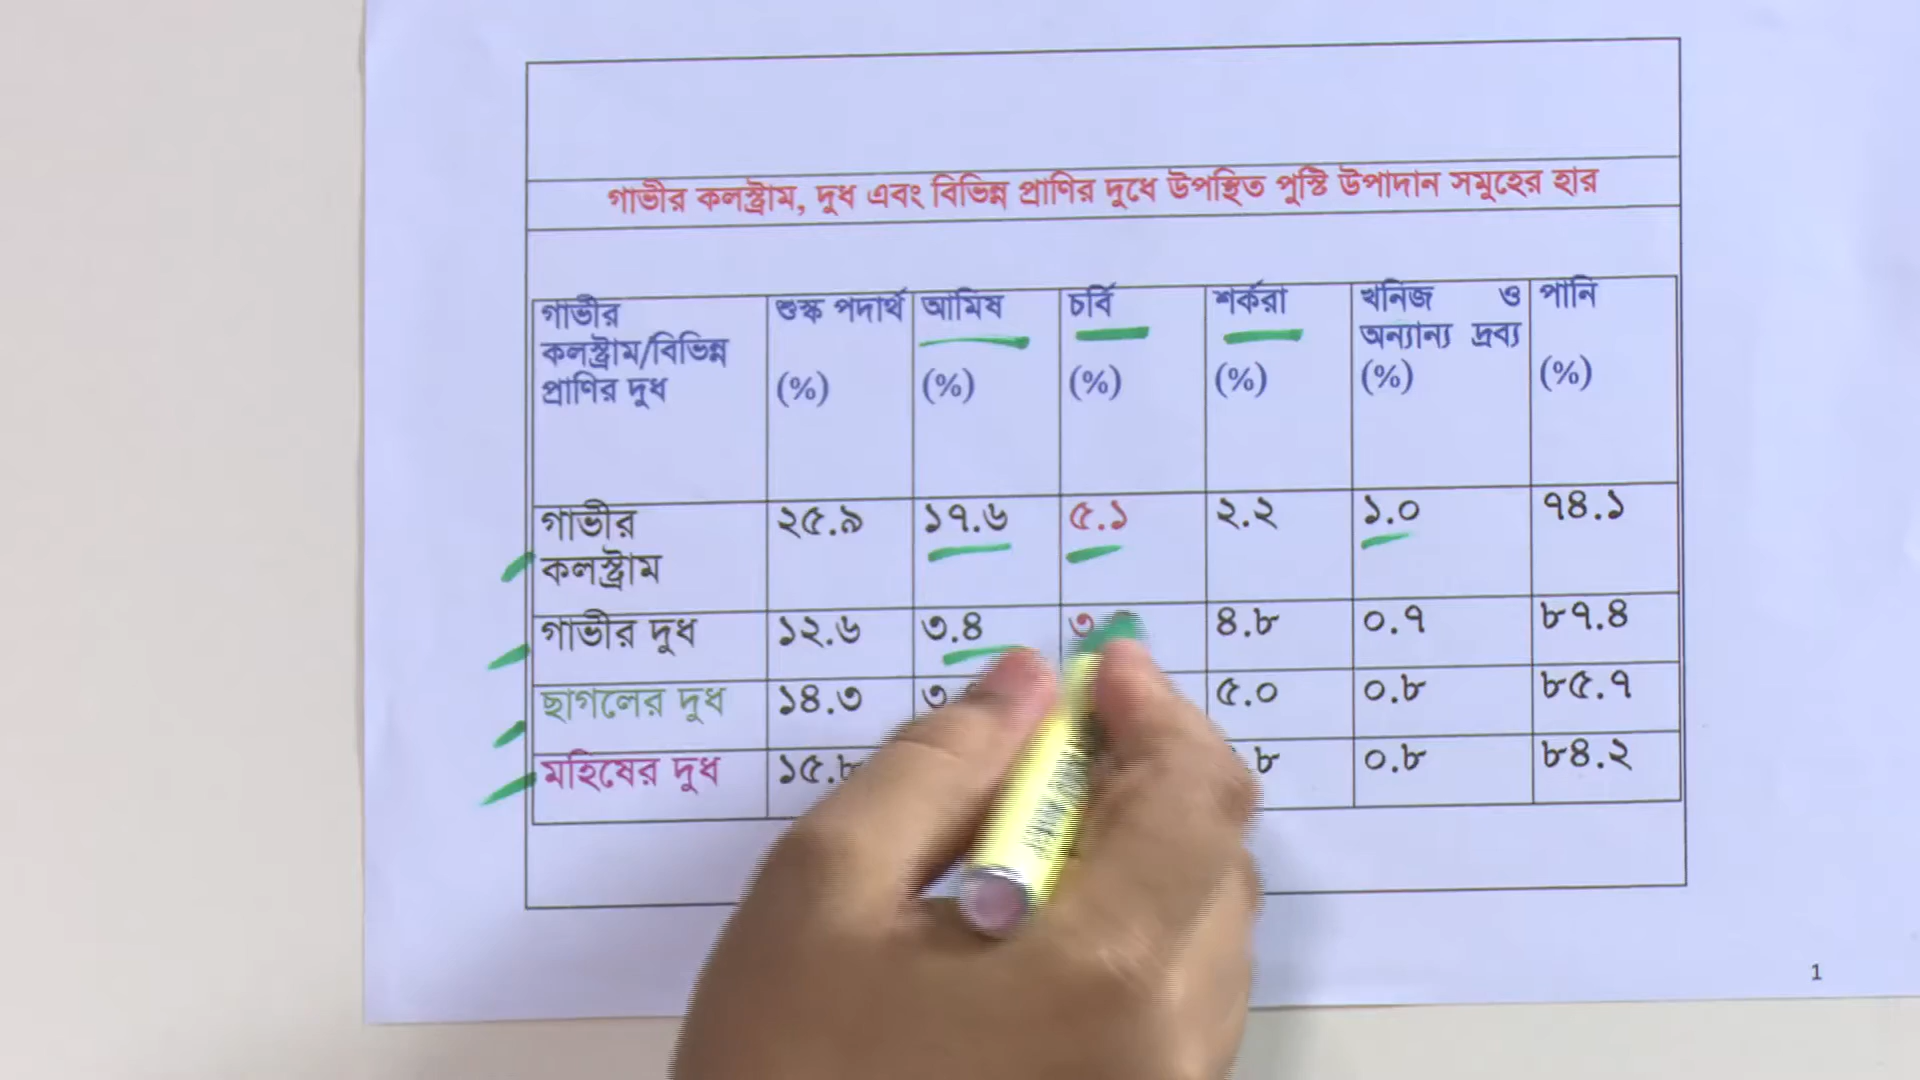 গাভীর কলস্ট্রাম, দুধ এবং বিভিন্ন প্রাণির দুধে উপস্থিত পুস্টি উপাদান সমুহের হার
গাভীর কলস্ট্রাম/বিভিন্ন প্রাণির দুধ শুস্ক পদার্থ (%) আমিষ (%) চর্বি (%) শর্করা (%) খনিজ ও অন্যান্য দ্রব্য (%) পানি (%)
গাভীর কলস্ট্রাম ২৫.৯ ১৭.৬ ৫.১ ২.২ ১.০ ৭৪.১
গাভীর দুধ ১২.৬ ৩.৪ ৪.৮ ০.৭ ৮৭.৪
ছাগলের দুধ ১৪.৩ ৫.০ ০.৮ ৮৫.৭
মহিষের দুধ ১৫.৮ ০.৮ ৮৪.২
1